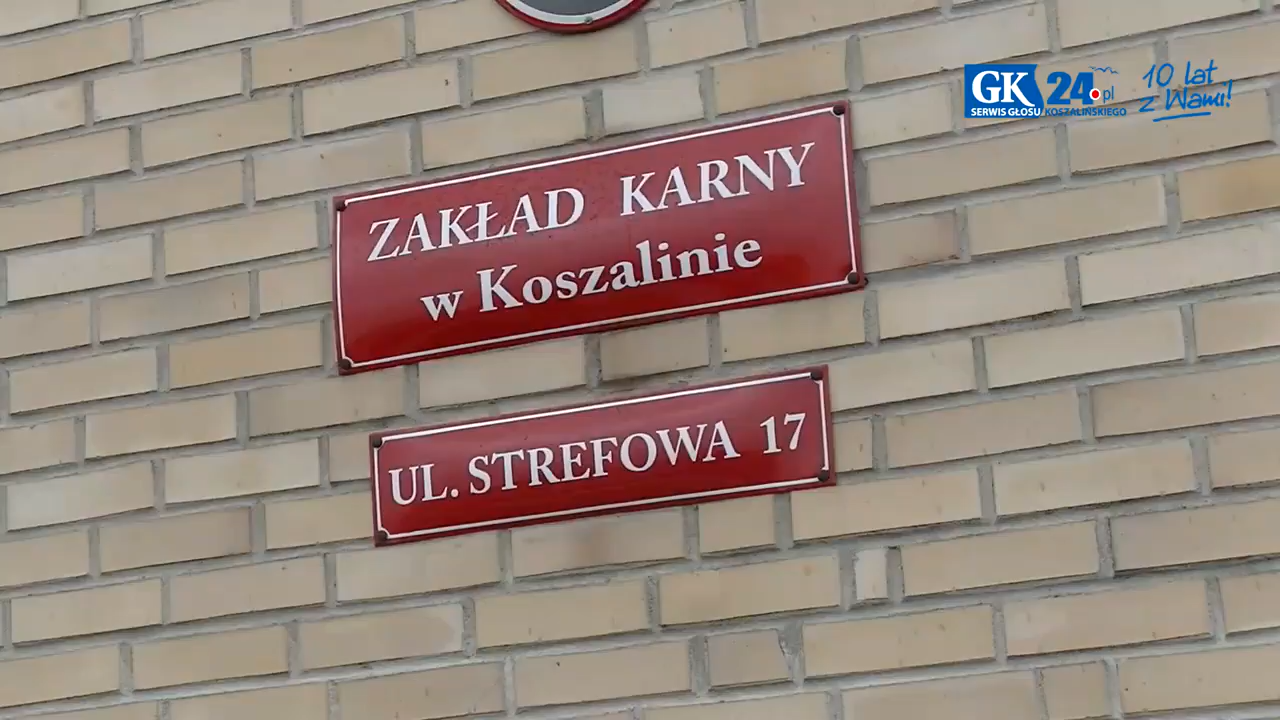 GK24.pl
SERWIS GŁOSU KOSZALIŃSKIEGO
10 lat
z Wami!
ZAKŁAD KARNY
w Koszalinie
UL. STREFOWA 17